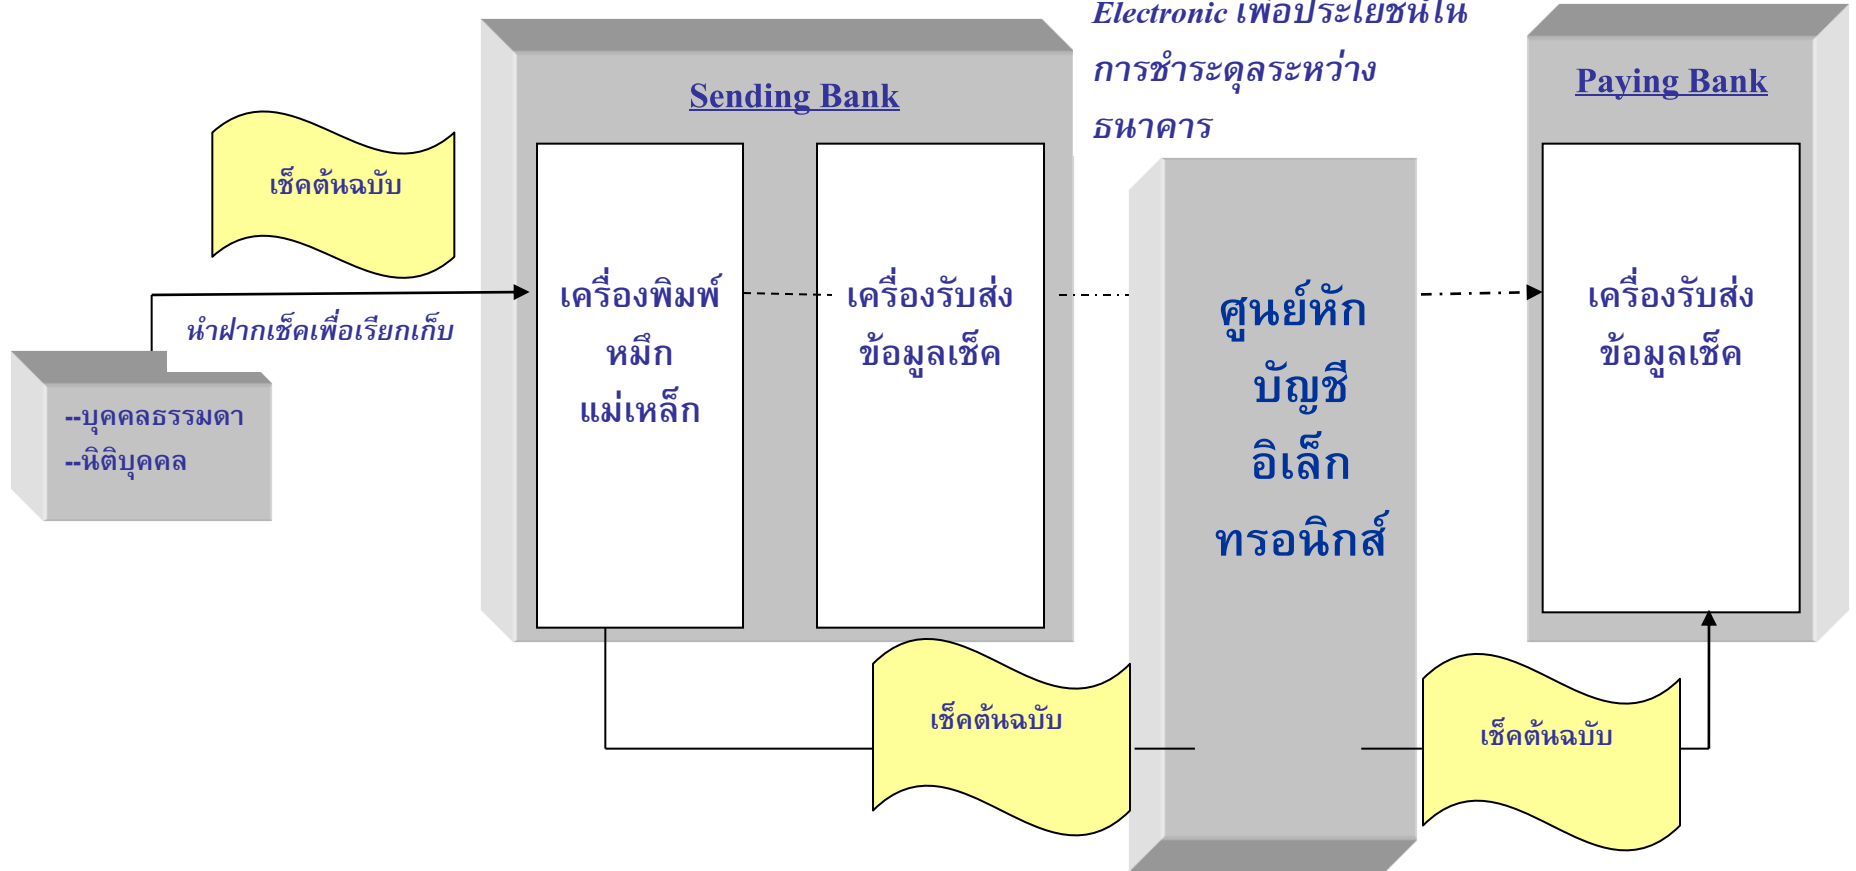 Electronic เพื่อประโยชน์ใน
การชำระดุลระหว่าง
ธนาคาร
Sending Bank
Paying Bank
เช็คต้นฉบับ
นำฝากเช็คเพื่อเรียกเก็บ
--บุคคลธรรมดา
--นิติบุคคล
เครื่องพิมพ์
หมึก
แม่เหล็ก
เครื่องรับส่ง
ข้อมูลเช็ค
ศูนย์หัก
บัญชี
อิเล็ก
ทรอนิกส์
เครื่องรับส่ง
ข้อมูลเช็ค
เช็คต้นฉบับ
เช็คต้นฉบับ